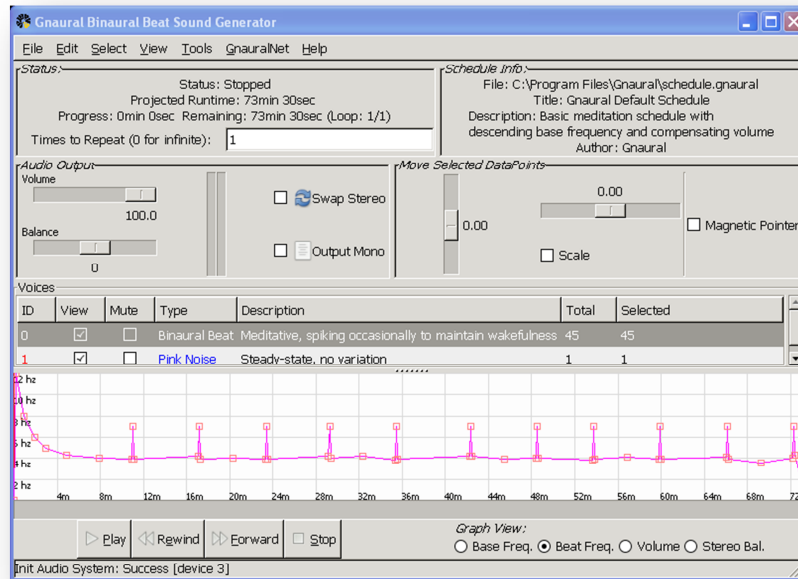 Gnaural Binaural Beat Sound Generator
File Edit Select View Tools GnauralNet Help
Status:
Status: Stopped
Projected Runtime: 73min 30sec
Progress: 0min 0sec Remaining: 73min 30sec (Loop: 1/1)
Times to Repeat (0 for infinite): 1
Schedule Info:
File: C:\Program Files\Gnaural\schedule.gnaural
Title: Gnaural Default Schedule
Description: Basic meditation schedule with
descending base frequency and compensating volume
Author: Gnaural
Audio Output
Volume
100.0
Balance
0
Swap Stereo
Output Mono
Move Selected DataPoints
0.00
0.00
Scale
Magnetic Pointer
Voices
ID View Mute Type Description Total Selected
0 Binaural Beat Meditative, spiking occasionally to maintain wakefulness 45 45
1 Pink Noise Steady-state, no variation 1 1
12 hz
10 hz
8 hz
6 hz
4 hz
2 hz
4m 8m 12m 16m 20m 24m 28m 32m 36m 40m 44m 48m 52m 56m 60m 64m 68m 72
Play Rewind Forward Stop
Graph View:
Base Freq. Beat Freq. Volume Stereo Bal.
Init Audio System: Success [device 3]